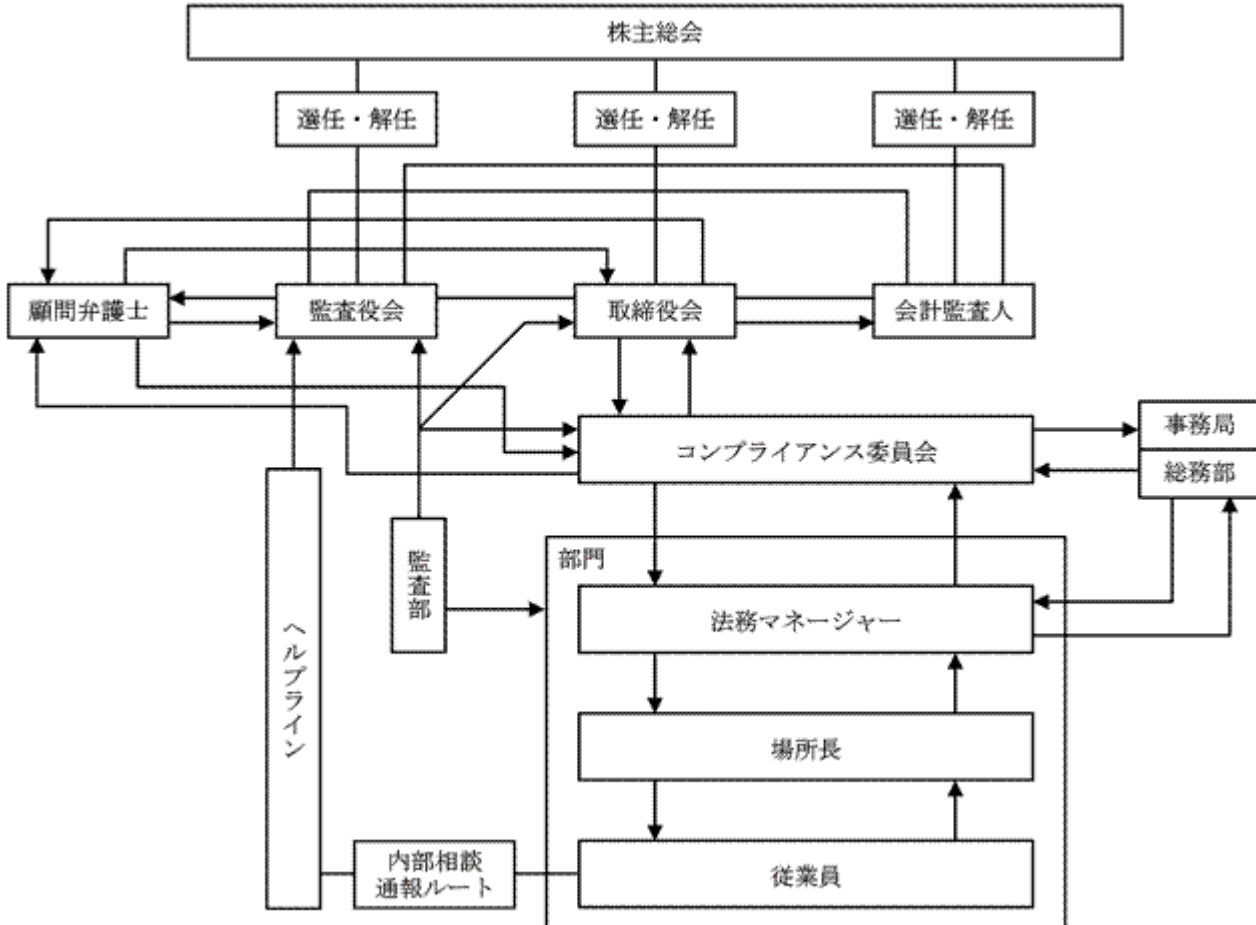 株主総会
選任・解任
選任・解任
選任・解任
顧問弁護士
監査役会
取締役会
会計監査人
コンプライアンス委員会
事務局
総務部
監査部
部門
法務マネージャー
ヘルプライン
場所長
内部相談
通報ルート
従業員